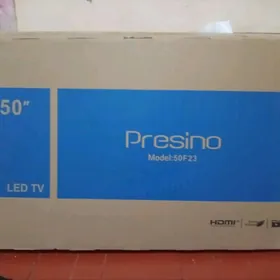 50"
Presino
Model:50F23
LED TV
HDMI